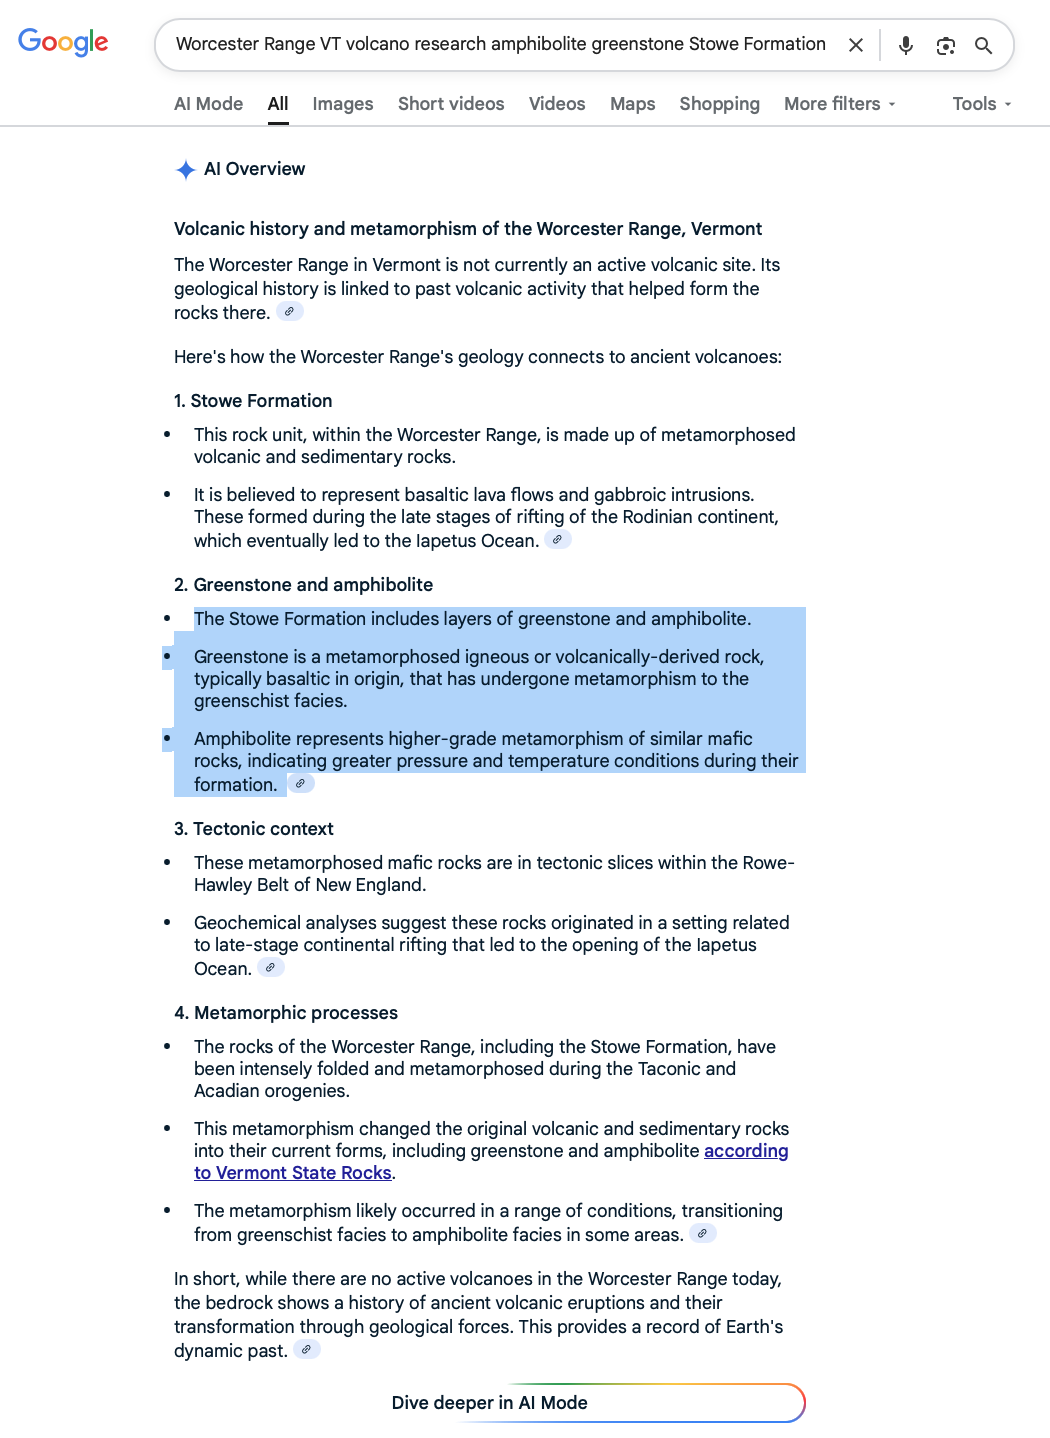 Google
Worcester Range VT volcano research amphibolite greenstone Stowe Formation
AI Mode All Images Short videos Videos Maps Shopping More filters Tools
AI Overview
Volcanic history and metamorphism of the Worcester Range, Vermont
The Worcester Range in Vermont is not currently an active volcanic site. Its
geological history is linked to past volcanic activity that helped form the
rocks there.
Here's how the Worcester Range's geology connects to ancient volcanoes:
1. Stowe Formation
• This rock unit, within the Worcester Range, is made up of metamorphosed
volcanic and sedimentary rocks.
• It is believed to represent basaltic lava flows and gabbroic intrusions.
These formed during the late stages of rifting of the Rodinian continent,
which eventually led to the Iapetus Ocean.
2. Greenstone and amphibolite
• The Stowe Formation includes layers of greenstone and amphibolite.
• Greenstone is a metamorphosed igneous or volcanically-derived rock,
typically basaltic in origin, that has undergone metamorphism to the
greenschist facies.
• Amphibolite represents higher-grade metamorphism of similar mafic
rocks, indicating greater pressure and temperature conditions during their
formation.
3. Tectonic context
• These metamorphosed mafic rocks are in tectonic slices within the Rowe-
Hawley Belt of New England.
• Geochemical analyses suggest these rocks originated in a setting related
to late-stage continental rifting that led to the opening of the Iapetus
Ocean.
4. Metamorphic processes
• The rocks of the Worcester Range, including the Stowe Formation, have
been intensely folded and metamorphosed during the Taconic and
Acadian orogenies.
• This metamorphism changed the original volcanic and sedimentary rocks
into their current forms, including greenstone and amphibolite according
to Vermont State Rocks.
• The metamorphism likely occurred in a range of conditions, transitioning
from greenschist facies to amphibolite facies in some areas.
In short, while there are no active volcanoes in the Worcester Range today,
the bedrock shows a history of ancient volcanic eruptions and their
transformation through geological forces. This provides a record of Earth's
dynamic past.
Dive deeper in AI Mode